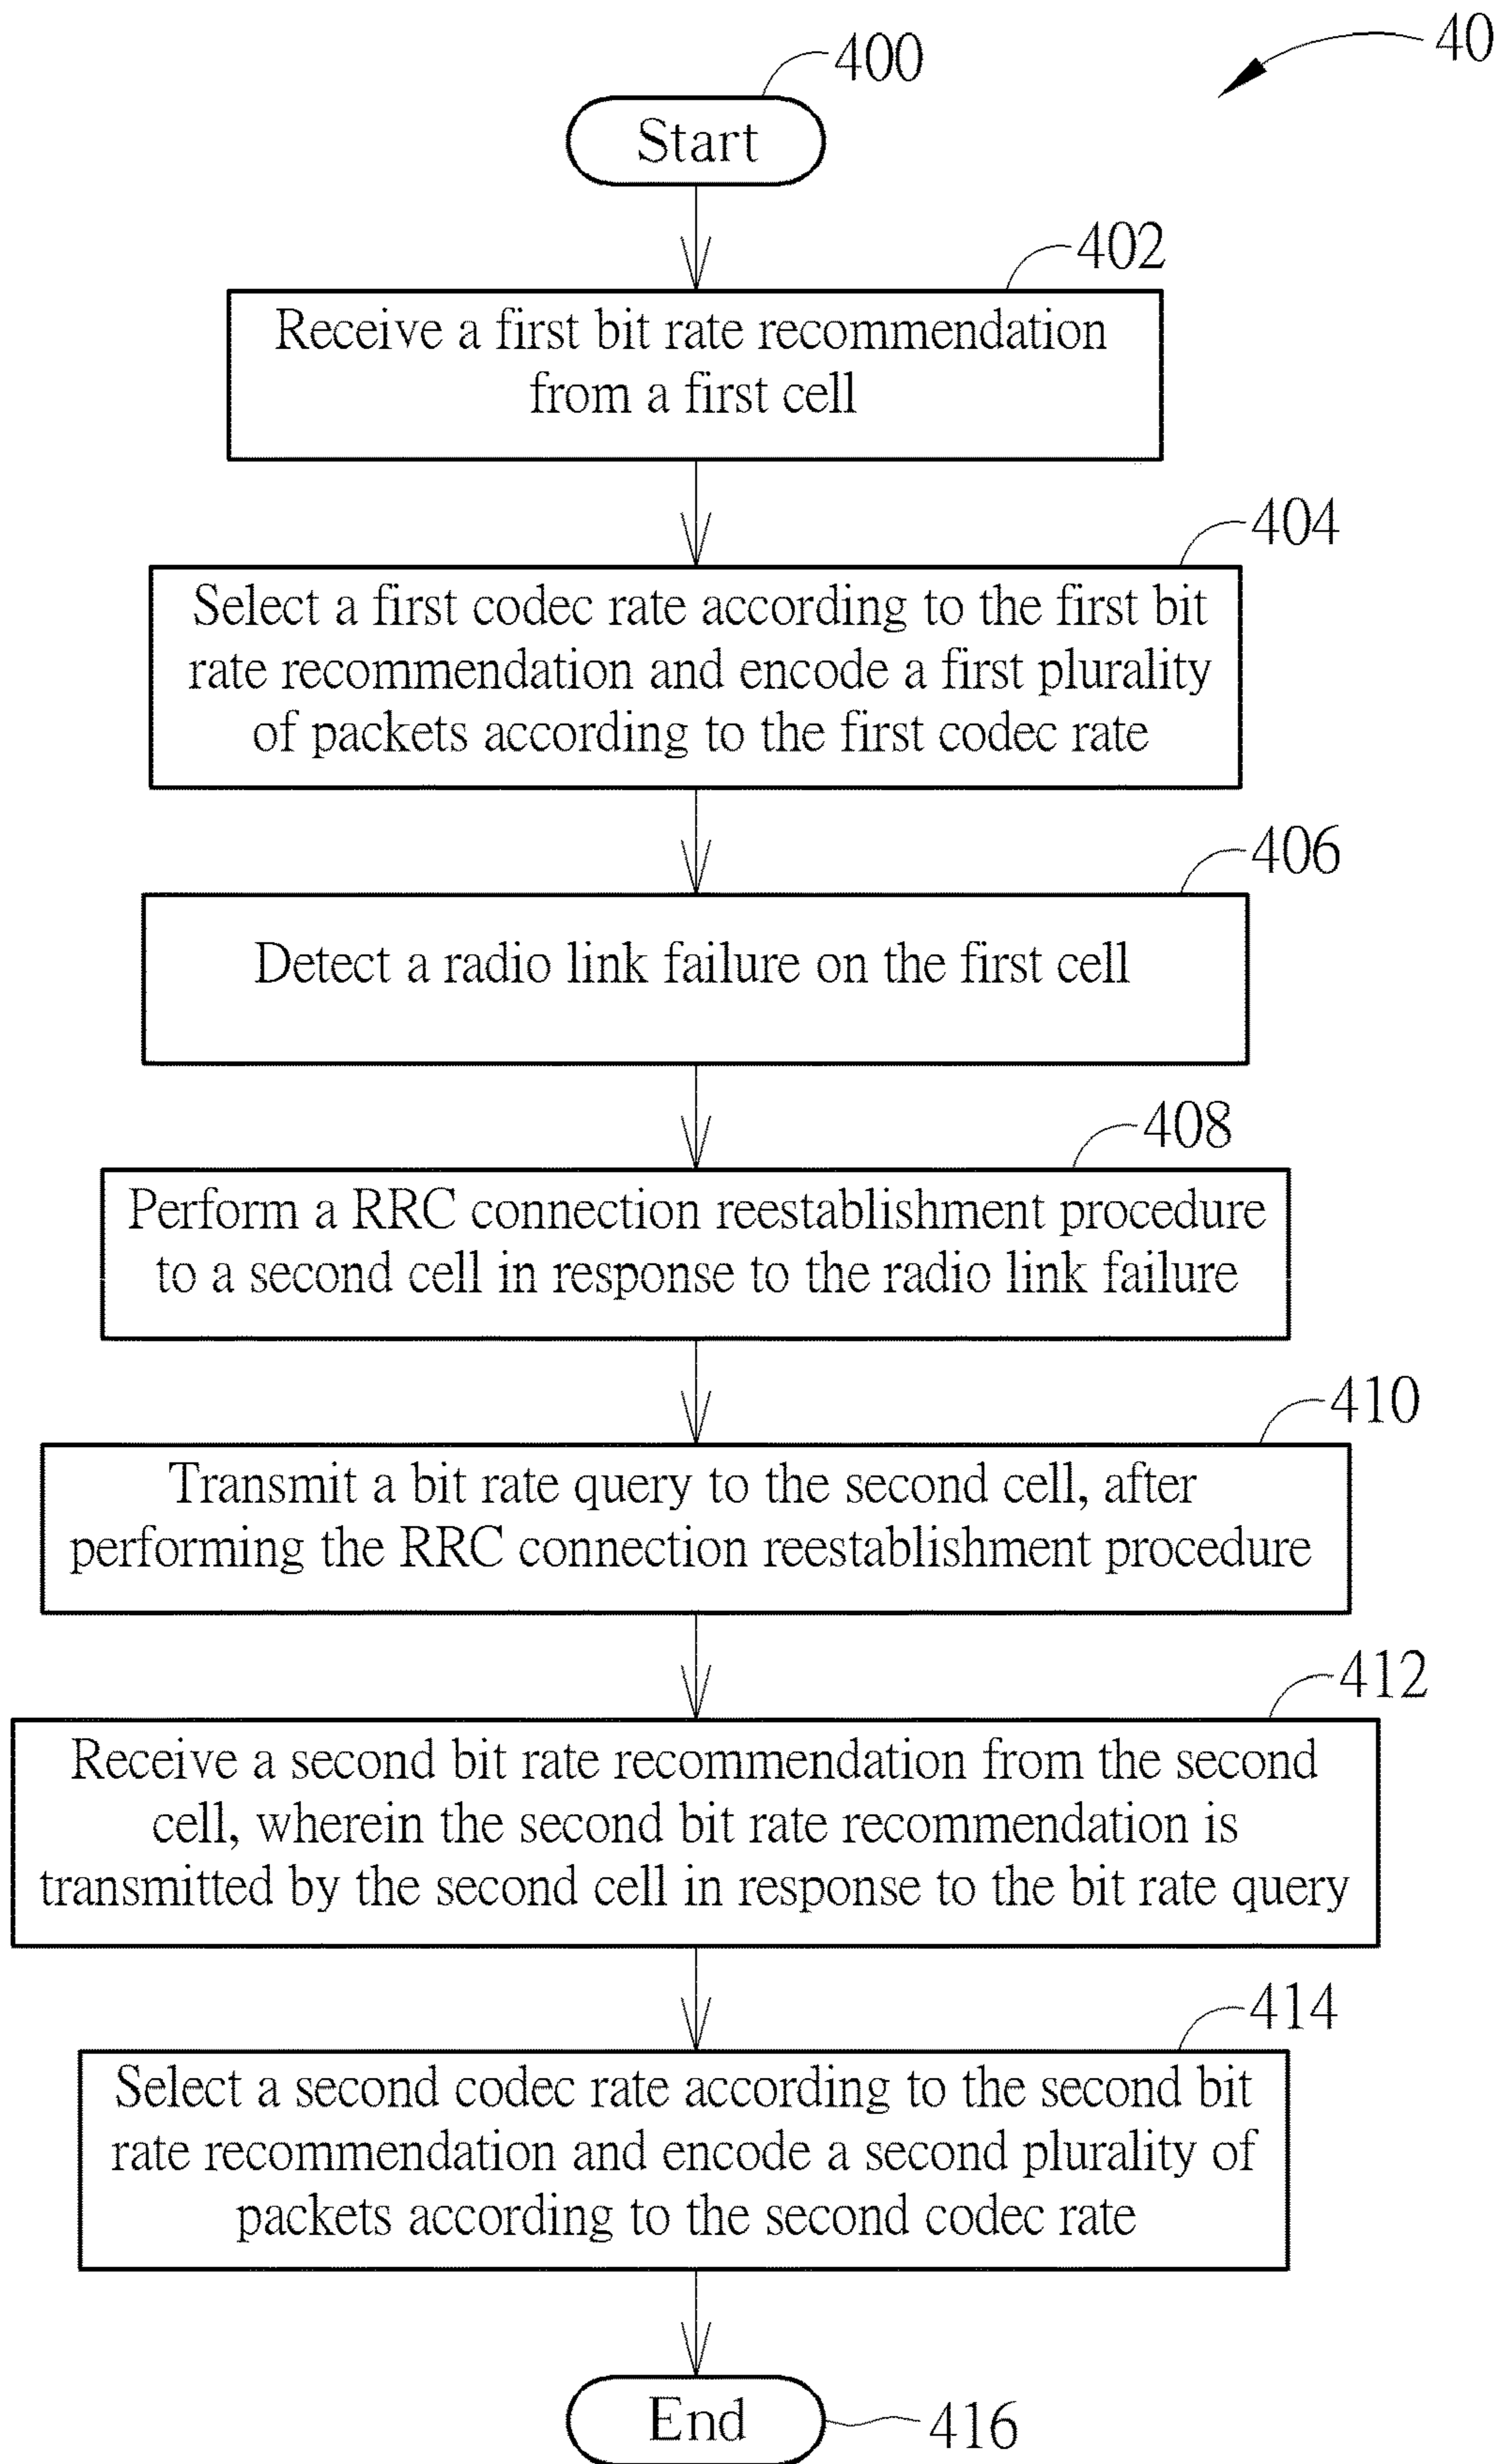 40
400
Start
402
Receive a first bit rate recommendation
from a first cell
404
Select a first codec rate according to the first bit
rate recommendation and encode a first plurality
of packets according to the first codec rate
406
Detect a radio link failure on the first cell
408
Perform a RRC connection reestablishment procedure
to a second cell in response to the radio link failure
410
Transmit a bit rate query to the second cell, after
performing the RRC connection reestablishment procedure
412
Receive a second bit rate recommendation from the second
cell, wherein the second bit rate recommendation is
transmitted by the second cell in response to the bit rate query
414
Select a second codec rate according to the second bit
rate recommendation and encode a second plurality of
packets according to the second codec rate
End
416